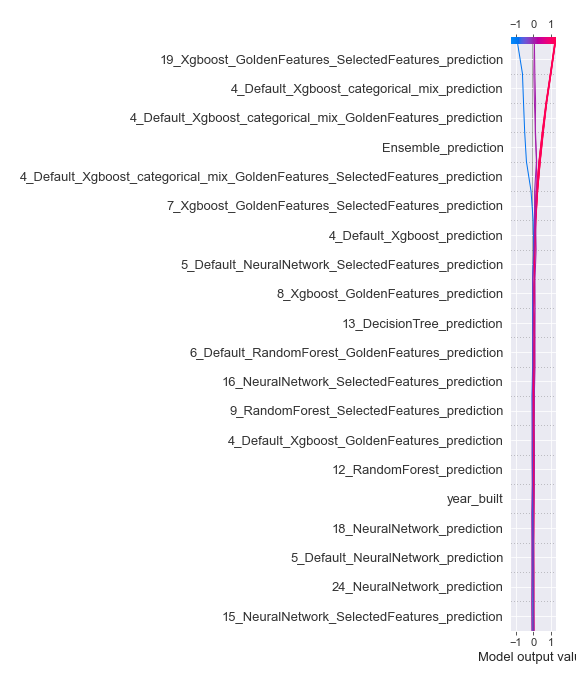 −1 0 1
19_Xgboost_GoldenFeatures_SelectedFeatures_prediction
4_Default_Xgboost_categorical_mix_prediction
4_Default_Xgboost_categorical_mix_GoldenFeatures_prediction
Ensemble_prediction
4_Default_Xgboost_categorical_mix_GoldenFeatures_SelectedFeatures_prediction
7_Xgboost_GoldenFeatures_SelectedFeatures_prediction
4_Default_Xgboost_prediction
5_Default_NeuralNetwork_SelectedFeatures_prediction
8_Xgboost_GoldenFeatures_prediction
13_DecisionTree_prediction
6_Default_RandomForest_GoldenFeatures_prediction
16_NeuralNetwork_SelectedFeatures_prediction
9_RandomForest_SelectedFeatures_prediction
4_Default_Xgboost_GoldenFeatures_prediction
12_RandomForest_prediction
year_built
18_NeuralNetwork_prediction
5_Default_NeuralNetwork_prediction
24_NeuralNetwork_prediction
15_NeuralNetwork_SelectedFeatures_prediction
−1 0 1
Model output valu